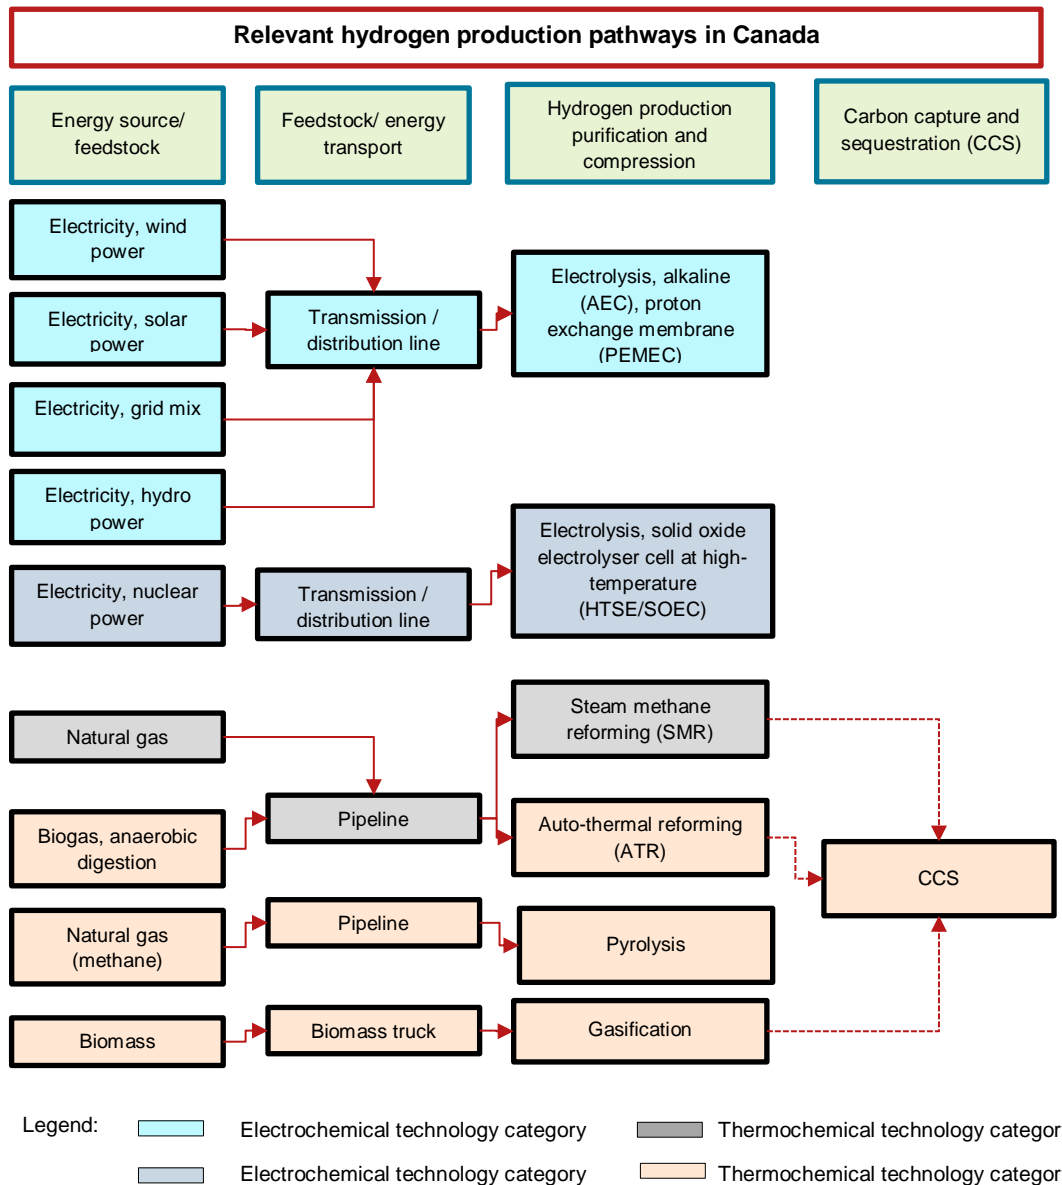 Relevant hydrogen production pathways in Canada
Energy source/
feedstock
Feedstock/ energy
transport
Hydrogen production
purification and
compression
Carbon capture and
sequestration (CCS)
Electricity, wind
power
Electricity, solar
power
Electricity, grid mix
Electricity, hydro
power
Transmission /
distribution line
Electrolysis, alkaline
(AEC), proton
exchange membrane
(PEMEC)
Electricity, nuclear
power
Transmission /
distribution line
Electrolysis, solid oxide
electrolyser cell at high-
temperature
(HTSE/SOEC)
Natural gas
Biogas, anaerobic
digestion
Pipeline
Steam methane
reforming (SMR)
Auto-thermal reforming
(ATR)
CCS
Natural gas
(methane)
Pipeline
Pyrolysis
Biomass
Biomass truck
Gasification
Legend:
Electrochemical technology category
Thermochemical technology categor
Electrochemical technology category
Thermochemical technology categor